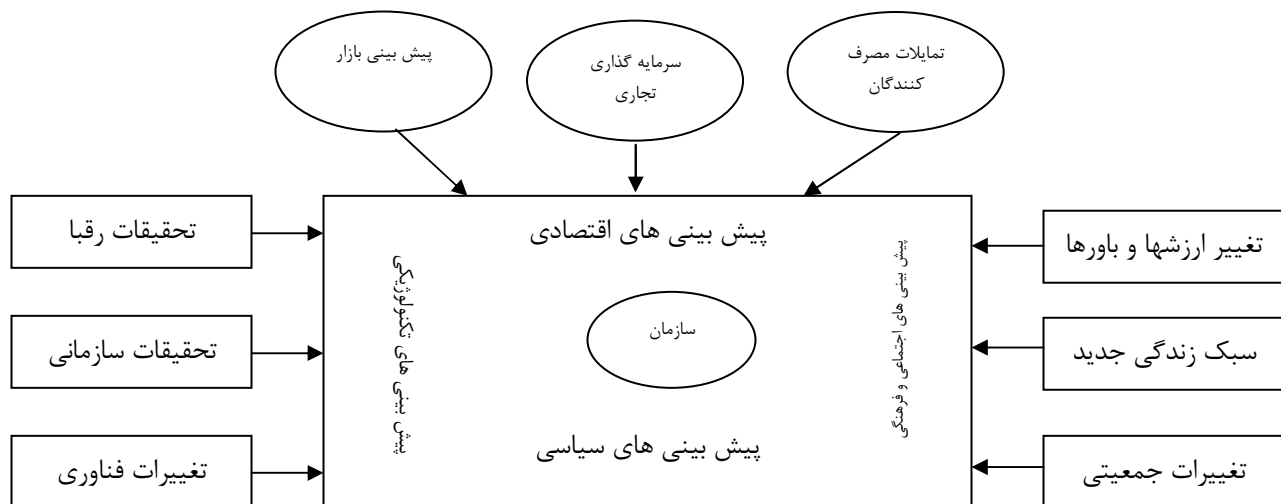 تمایلات مصرف
کنندگان
سرمایه گذاری
تجاری
پیش بینی بازار
تغییر ارزشها و باورها
سبک زندگی جدید
تغییرات جمعیتی
پیش بینی های اقتصادی
پیش بینی های اجتماعی و فرهنگی
سازمان
پیش بینی های تکنولوژیکی
پیش بینی های سیاسی
تحقیقات رقبا
تحقیقات سازمانی
تغییرات فناوری